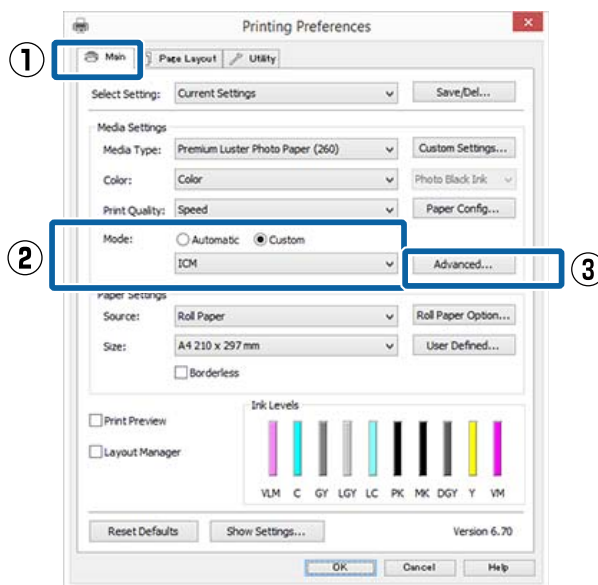 Printing Preferences
①
Main Page Layout Utility
Select Setting: Current Settings Save/Del...
Media Settings
Media Type: Premium Luster Photo Paper (260) Custom Settings...
Color: Color Photo Black Ink
Print Quality: Speed Paper Config...
Mode: Automatic Custom
② ICM Advanced... ③
Paper Settings
Source: Roll Paper Roll Paper Option...
Size: A4 210 x 297 mm User Defined...
Borderless
Ink Levels
Print Preview
Layout Manager
VLM C GY LGY LC PK MK DGY Y VM
Reset Defaults Show Settings... Version 6.70
OK Cancel Help